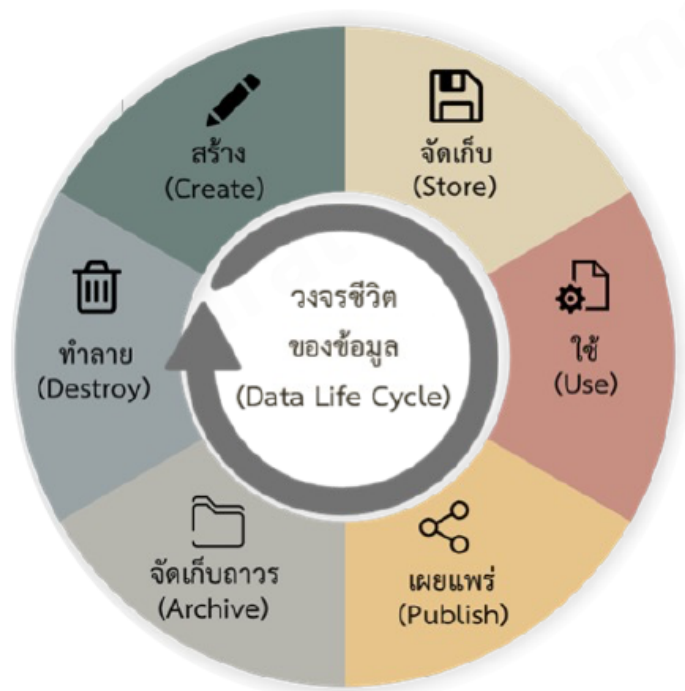 สร้าง
(Create)
จัดเก็บ
(Store)
ใช้
(Use)
เผยแพร่
(Publish)
จัดเก็บถาวร
(Archive)
ทำลาย
(Destroy)
วงจรชีวิต
ของข้อมูล
(Data Life Cycle)